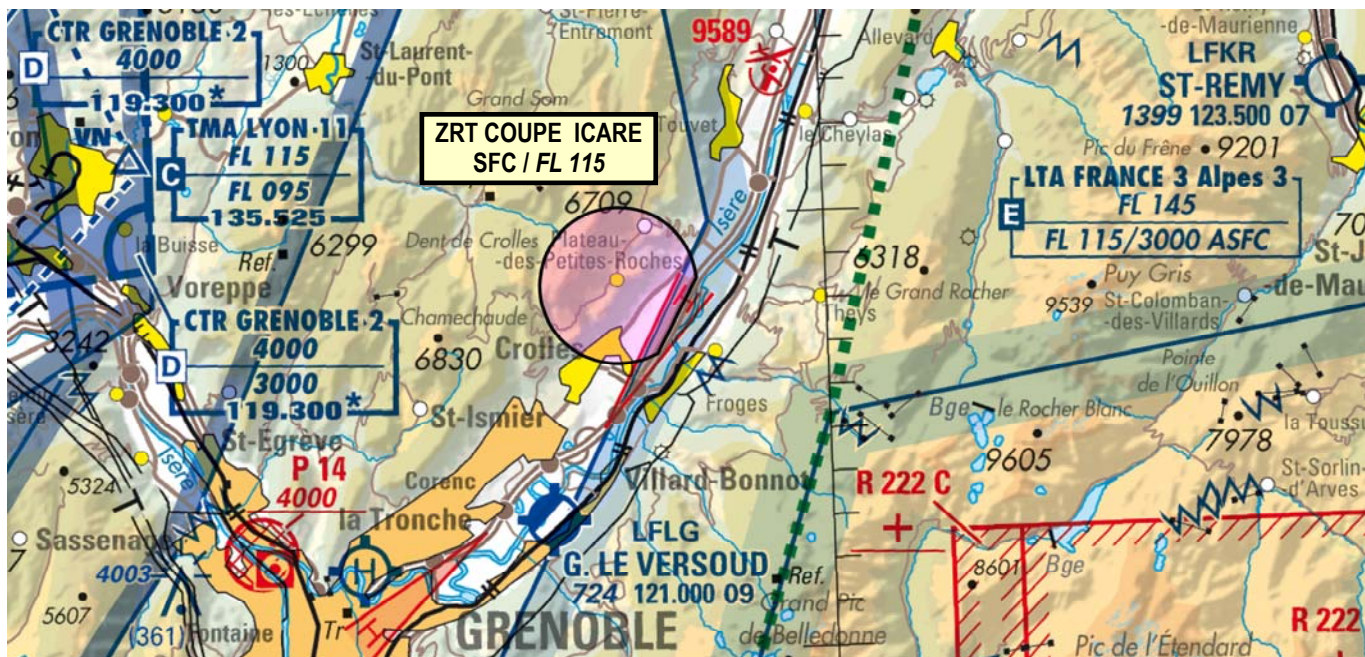 CTR GRENOBLE 2
D
4000
119.300*
VN
1300
St-Laurent-
-du-Pont
St-Pierre-
Entremont
Grand Som
TMA LYON 11
FL 115
C
FL 095
135.525
ZRT COUPE ICARE
SFC / FL 115
9589
Touvet
Allevard
le Cheylas
-de-Maurienne
LFKR
ST-REMY
1399 123.500 07
Pic du Frêne
9201
LTA FRANCE 3 Alpes 3
FL 145
E
FL 115/3000 ASFC
6709
Isère
la Buisse
Ref.
6299
Dent de Crolles
Plateau-
-des-Petites-Roches
6318
le Grand Rocher
Theys
Puy Gris
9539
St-Colomban-
-des-Villards
Voreppe
CTR GRENOBLE 2
4000
D
3000
119.300*
3242
Chamechaude
6830
Crolles
Froges
Pointe
de l'Ouillon
Bge
le Rocher Blanc
7978
9605
St-Sorlin-
-d'Arves
St-Ismier
St-Egrève
Isère
P 14
4000
Corenc
la Tronche
Villard-Bonnot
R 222 C
5324
Sassenage
4003
5607
(361)
Fontaine
H
Tr
GRENOBLE
LFLG
G. LE VERSOUD
724 121.000 09
Ref.
Grand Pic
de Belledonne
8601
Bge
R 222
Pic de l'Étendard